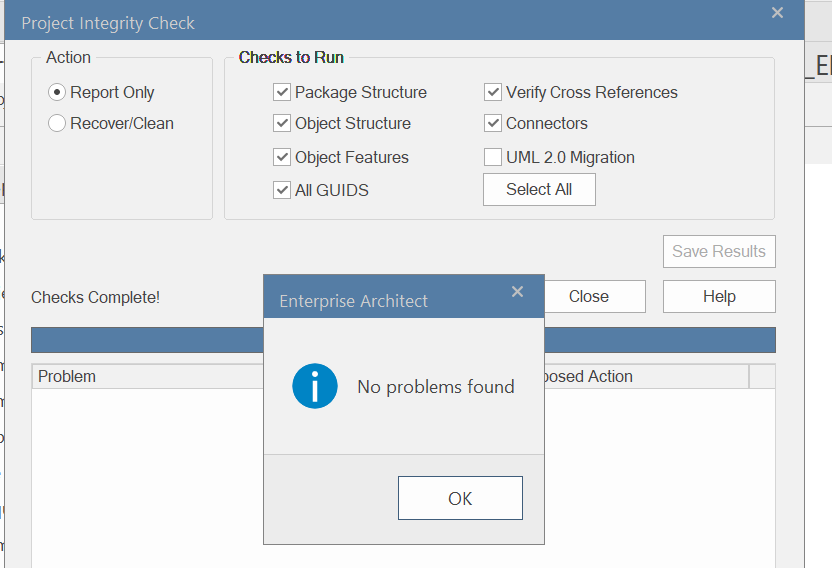 Project Integrity Check
Action
Report Only
Recover/Clean
Checks to Run
Package Structure
Object Structure
Object Features
All GUIDS
Verify Cross References
Connectors
UML 2.0 Migration
Select All
Save Results
Checks Complete!
Close
Help
Problem
posed Action
Enterprise Architect
No problems found
OK